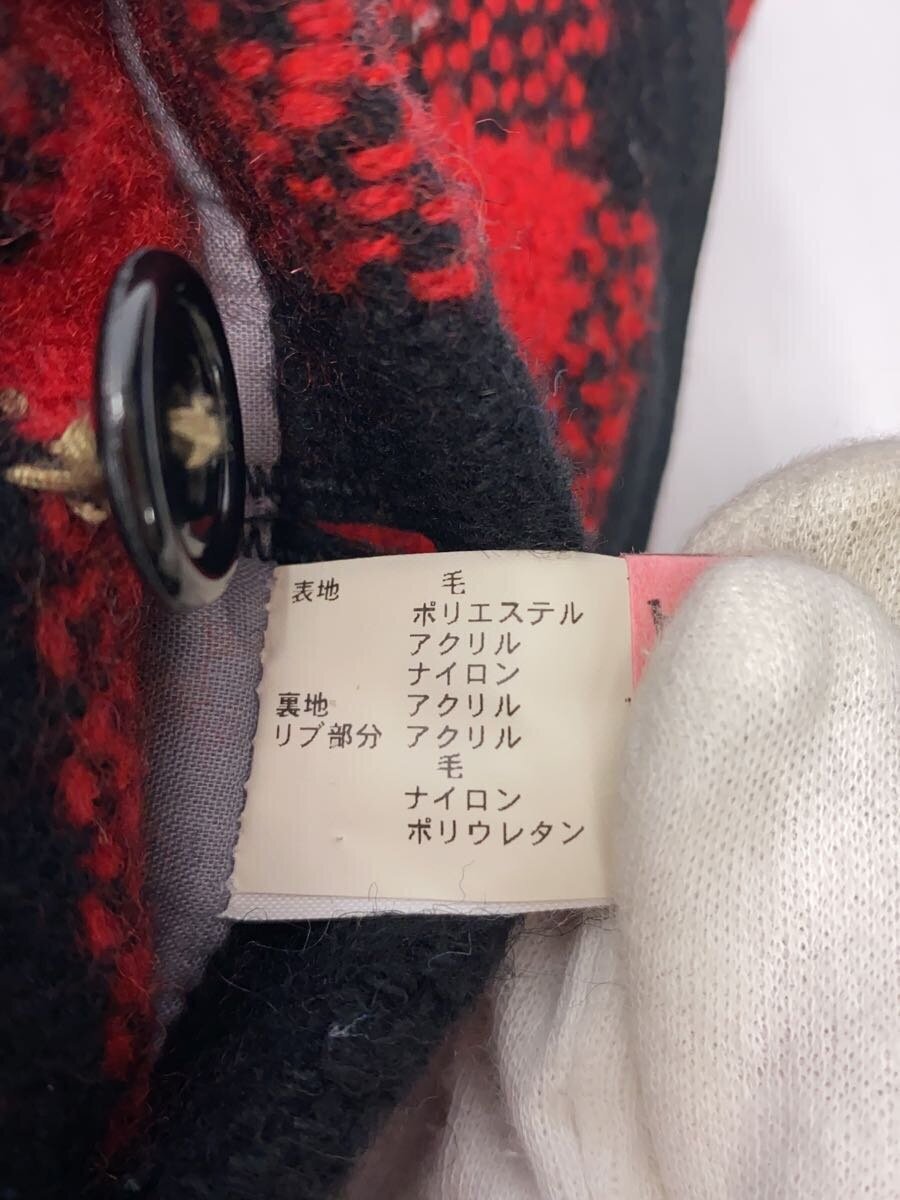 表地 毛
ポリエステル
アクリル
ナイロン
裏地 アクリル
リブ部分 アクリル
毛
ナイロン
ポリウレタン